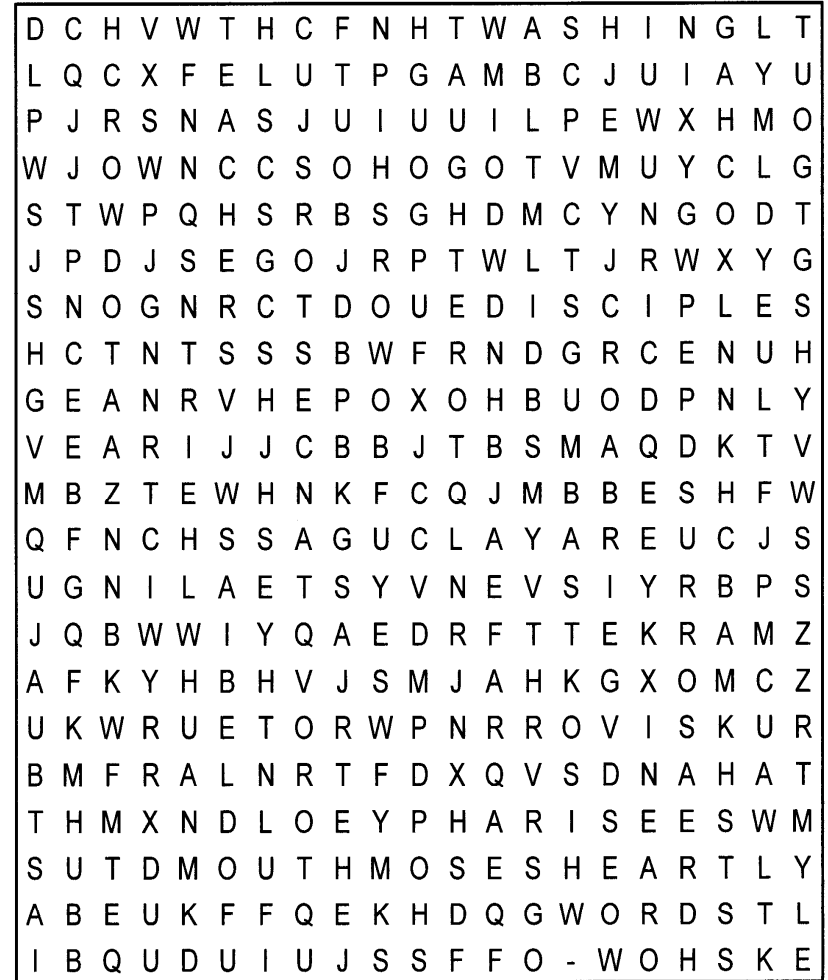 D C H V W T H C F N H T W A S H I N G L T
L Q C X F E L U T P G A M B C J U I A Y U
P J R S N A S J U I U U I L P E W X H M O
W J O W N C C S O H O G O T V M U Y C L G
S T W P Q H S R B S G H D M C Y N G O D T
J P D J S E G O J R P T W L T J R W X Y G
S N O G N R C T D O U E D I S C I P L E S
H C T N T S S S B W F R N D G R C E N U H
G E A N R V H E P O X O H B U O D P N L Y
V E A R I J J C B B J T B S M A Q D K T V
M B Z T E W H N K F C Q J M B B E S H F W
Q F N C H S S A G U C L A Y A R E U C J S
U G N I L A E T S Y V N E V S I Y R B P S
J Q B W W I Y Q A E D R F T T E K R A M Z
A F K Y H B H V J S M J A H K G X O M C Z
U K W R U E T O R W P N R R O V I S K U R
B M F R A L N R T F D X Q V S D N A H A T
T H M X N D L O E Y P H A R I S E E S W M
S U T D M O U T H M O S E S H E A R T L Y
A B E U K F F Q E K H D Q G W O R D S T L
I B Q U D U I U J S S F F O - W O H S K E